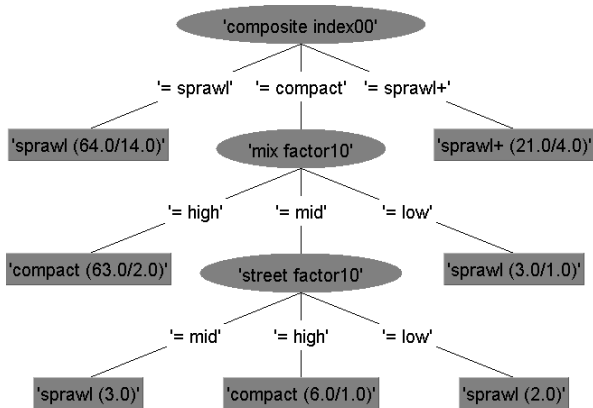 'composite index00'
'= sprawl' '= compact' '= sprawl+'
'sprawl (64.0/14.0)' 'mix factor10' 'sprawl+ (21.0/4.0)'
'= high' '= mid' '= low'
'compact (63.0/2.0)' 'street factor10' 'sprawl (3.0/1.0)'
'= mid' '= high' '= low'
'sprawl (3.0)' 'compact (6.0/1.0)' 'sprawl (2.0)'